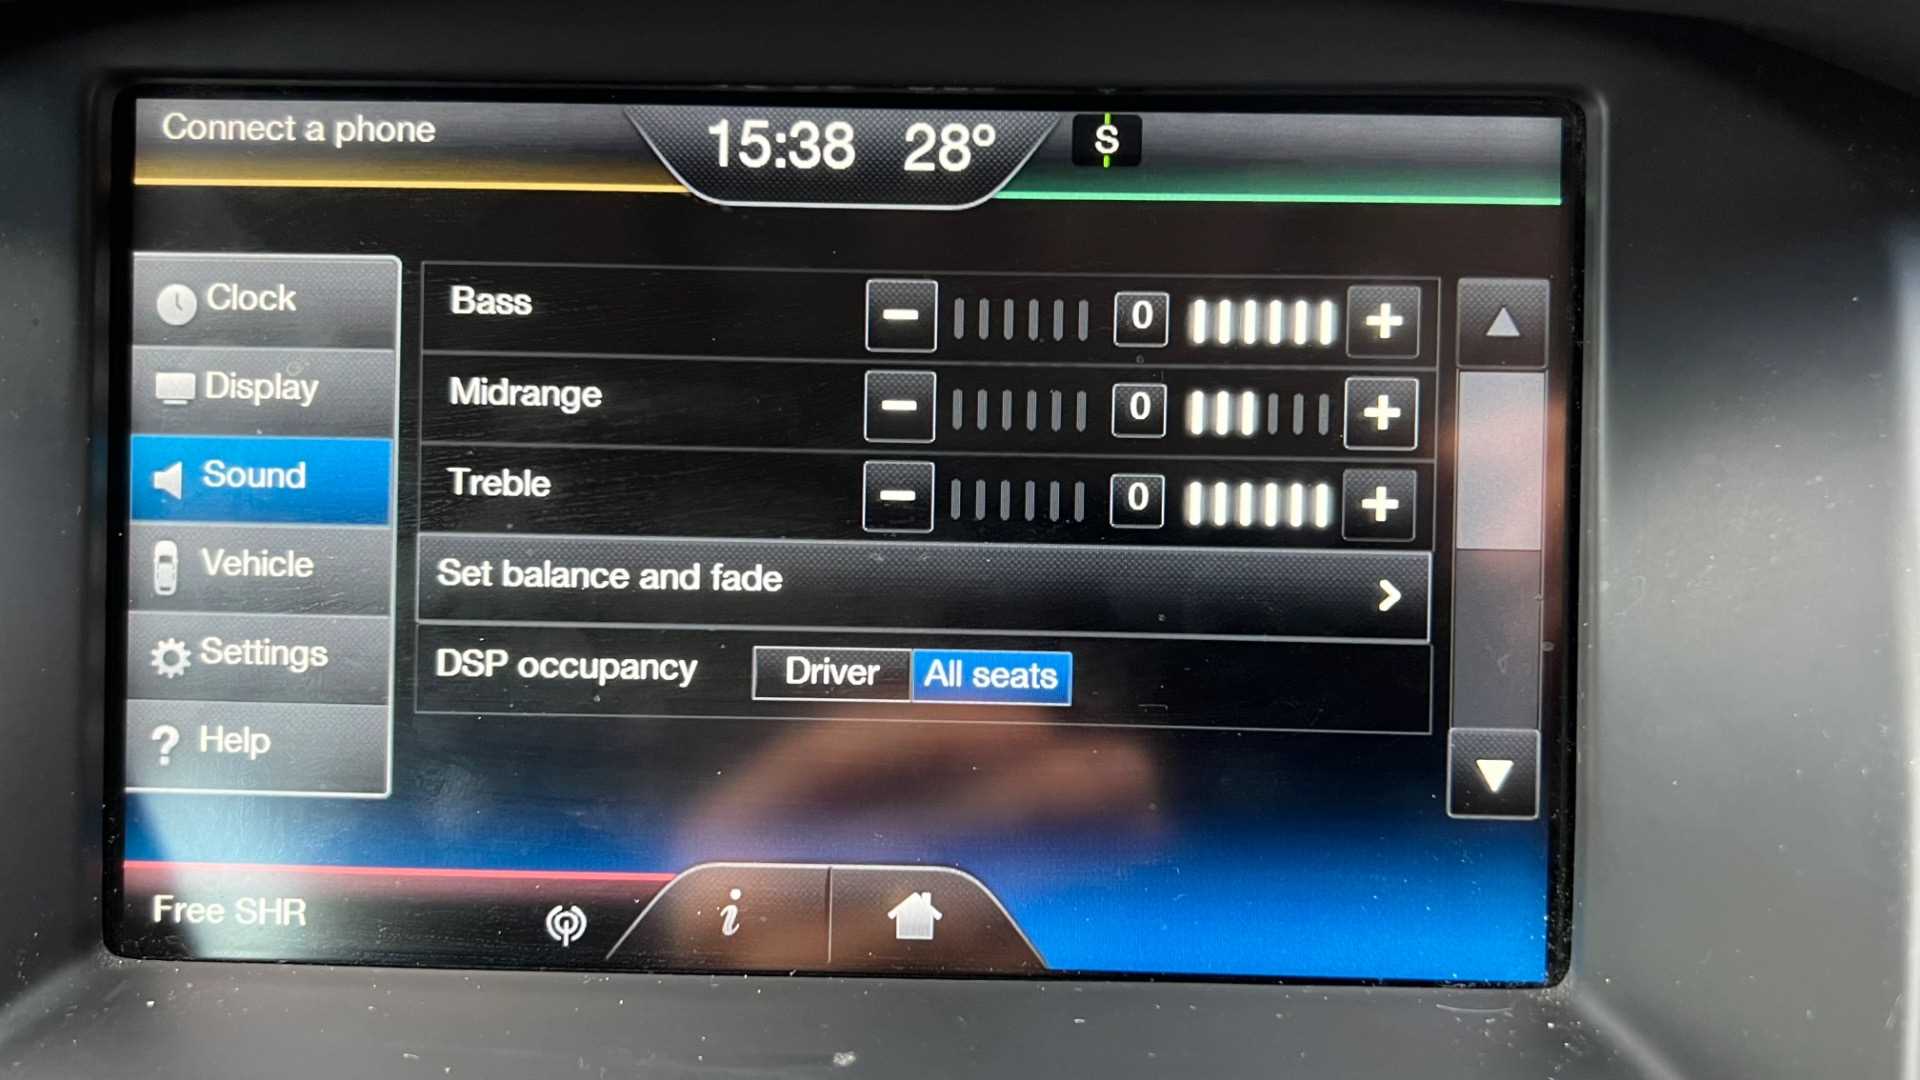 Connect a phone
15:38 28° S
Clock
Display
Sound
Vehicle
Settings
? Help
Bass - 0 +
Midrange - 0 +
Treble - 0 +
Set balance and fade >
DSP occupancy Driver All seats
Free SHR
i